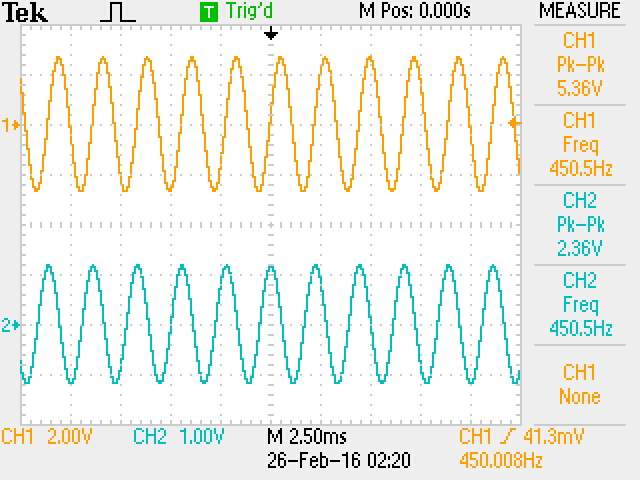 Tek T Trig'd M Pos: 0.000s MEASURE
CH1
Pk-Pk
5.36V
CH1
Freq
450.5Hz
CH2
Pk-Pk
2.36V
CH2
Freq
450.5Hz
CH1
None
1
2
CH1 2.00V CH2 1.00V M 2.50ms CH1 41.3mV
26-Feb-16 02:20 450.008Hz